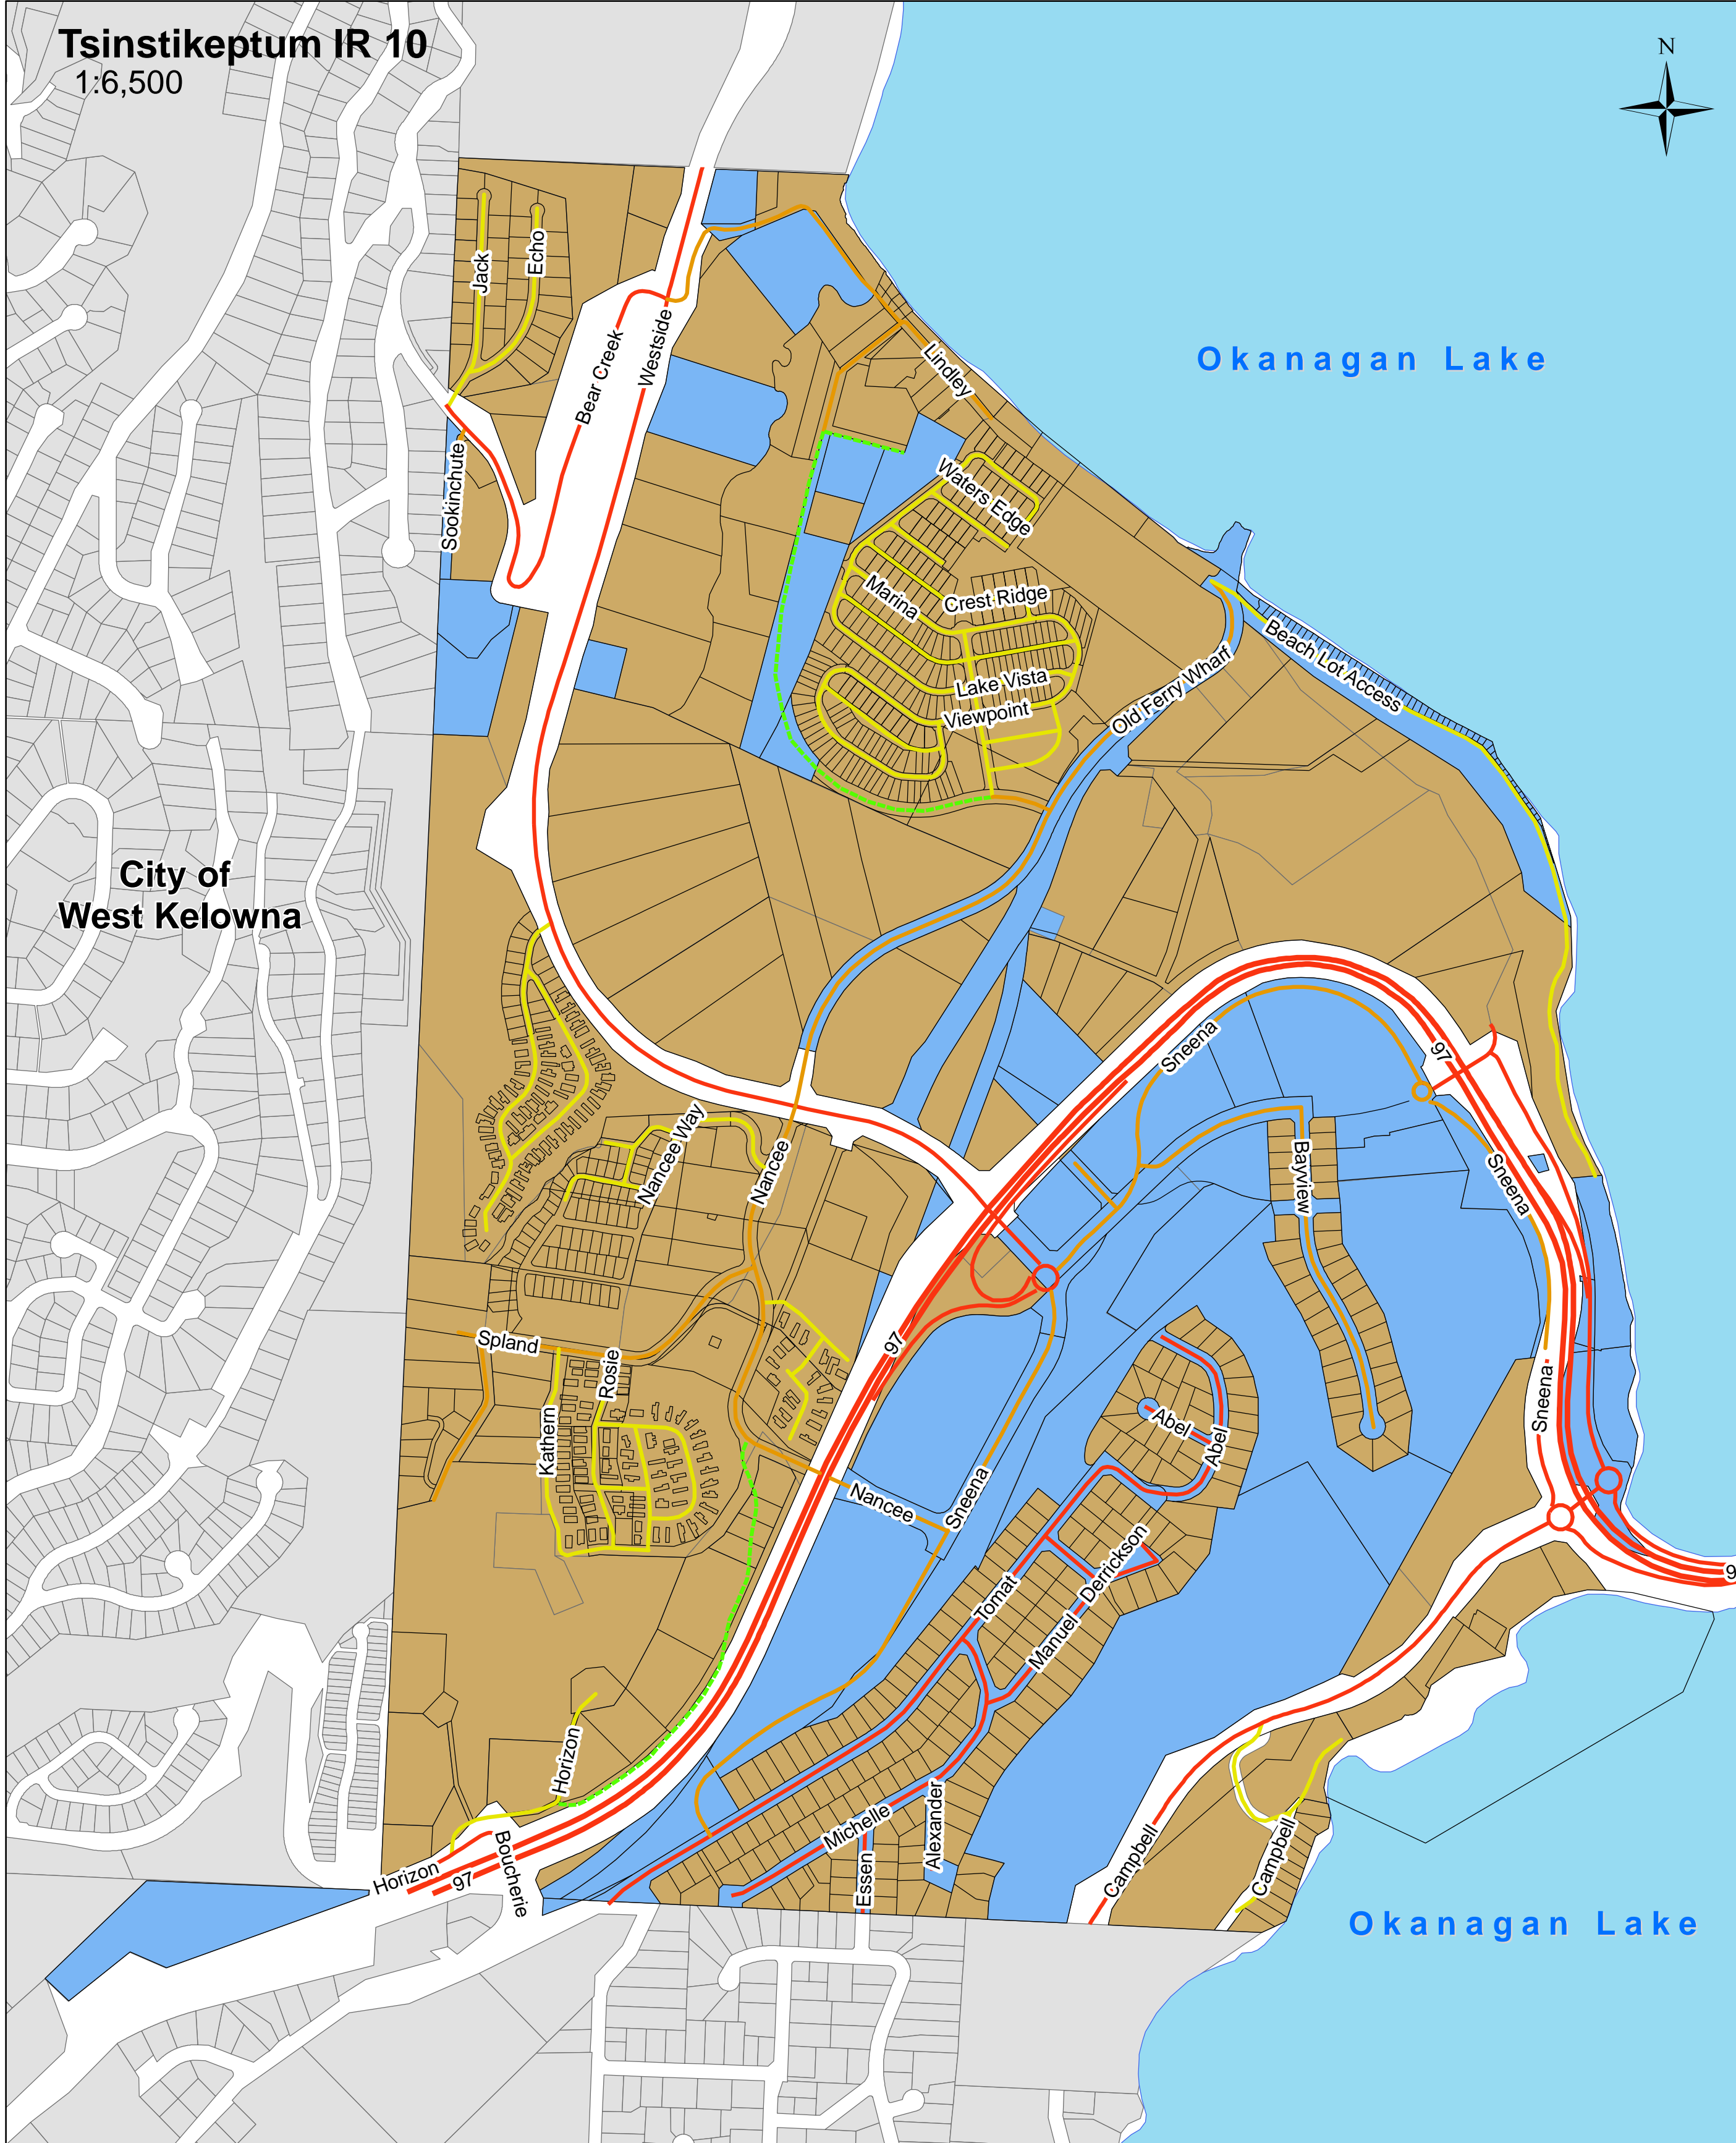 Tsinstikeptum IR 10
1:6,500
N
Jack
Echo
Bear Creek
Westside
Lindley
Okanagan Lake
Sookinchute
Waters Edge
Marina
Crest Ridge
Beach Lot Access
Lake Vista
Viewpoint
Old Ferry Wharf
City of
West Kelowna
Sneena
97
Nancee Way
Nancee
Bayview
Sneena
Spland
Rosie
97
Kathern
Abel
Abel
Sneena
Nancee
Sneena
Tomat
Derrickson
Manuel
9
Horizon
Michelle
Alexander
Essen
Boucherie
Horizon
97
Campbell
Campbell
Okanagan Lake